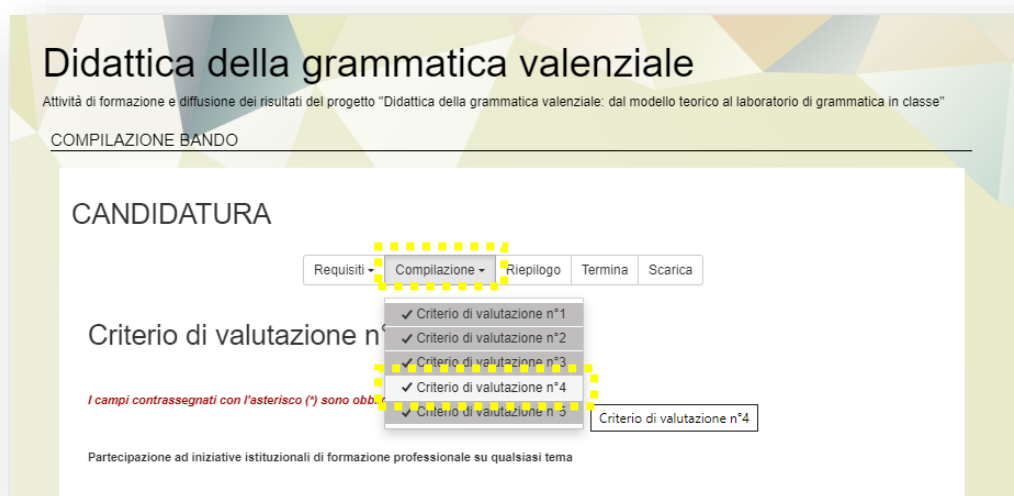 Didattica della grammatica valenziale
Attività di formazione e diffusione dei risultati del progetto "Didattica della grammatica valenziale: dal modello teorico al laboratorio di grammatica in classe"
COMPILAZIONE BANDO
CANDIDATURA
Requisiti Compilazione Riepilogo Termina Scarica
Criterio di valutazione n°1
Criterio di valutazione n°
Criterio di valutazione n°2
Criterio di valutazione n°3
Criterio di valutazione n°4
I campi contrassegnati con l'asterisco (*) sono obb
Criterio di valutazione n°5
Criterio di valutazione n°4
Partecipazione ad iniziative istituzionali di formazione professionale su qualsiasi tema